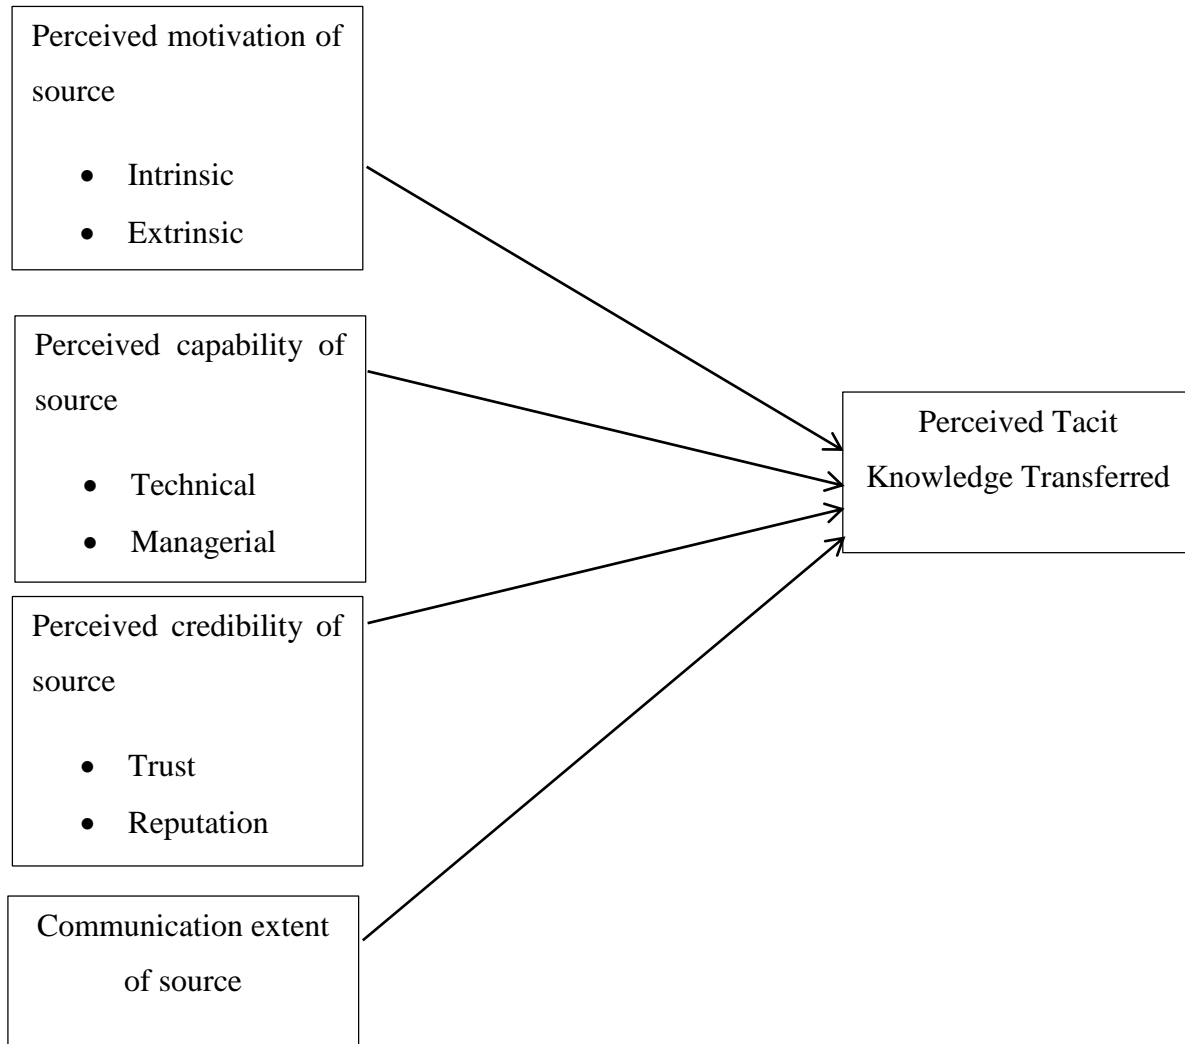 Perceived motivation of
source
• Intrinsic
• Extrinsic
Perceived capability of
source
• Technical
• Managerial
Perceived credibility of
source
• Trust
• Reputation
Communication extent
of source
Perceived Tacit
Knowledge Transferred